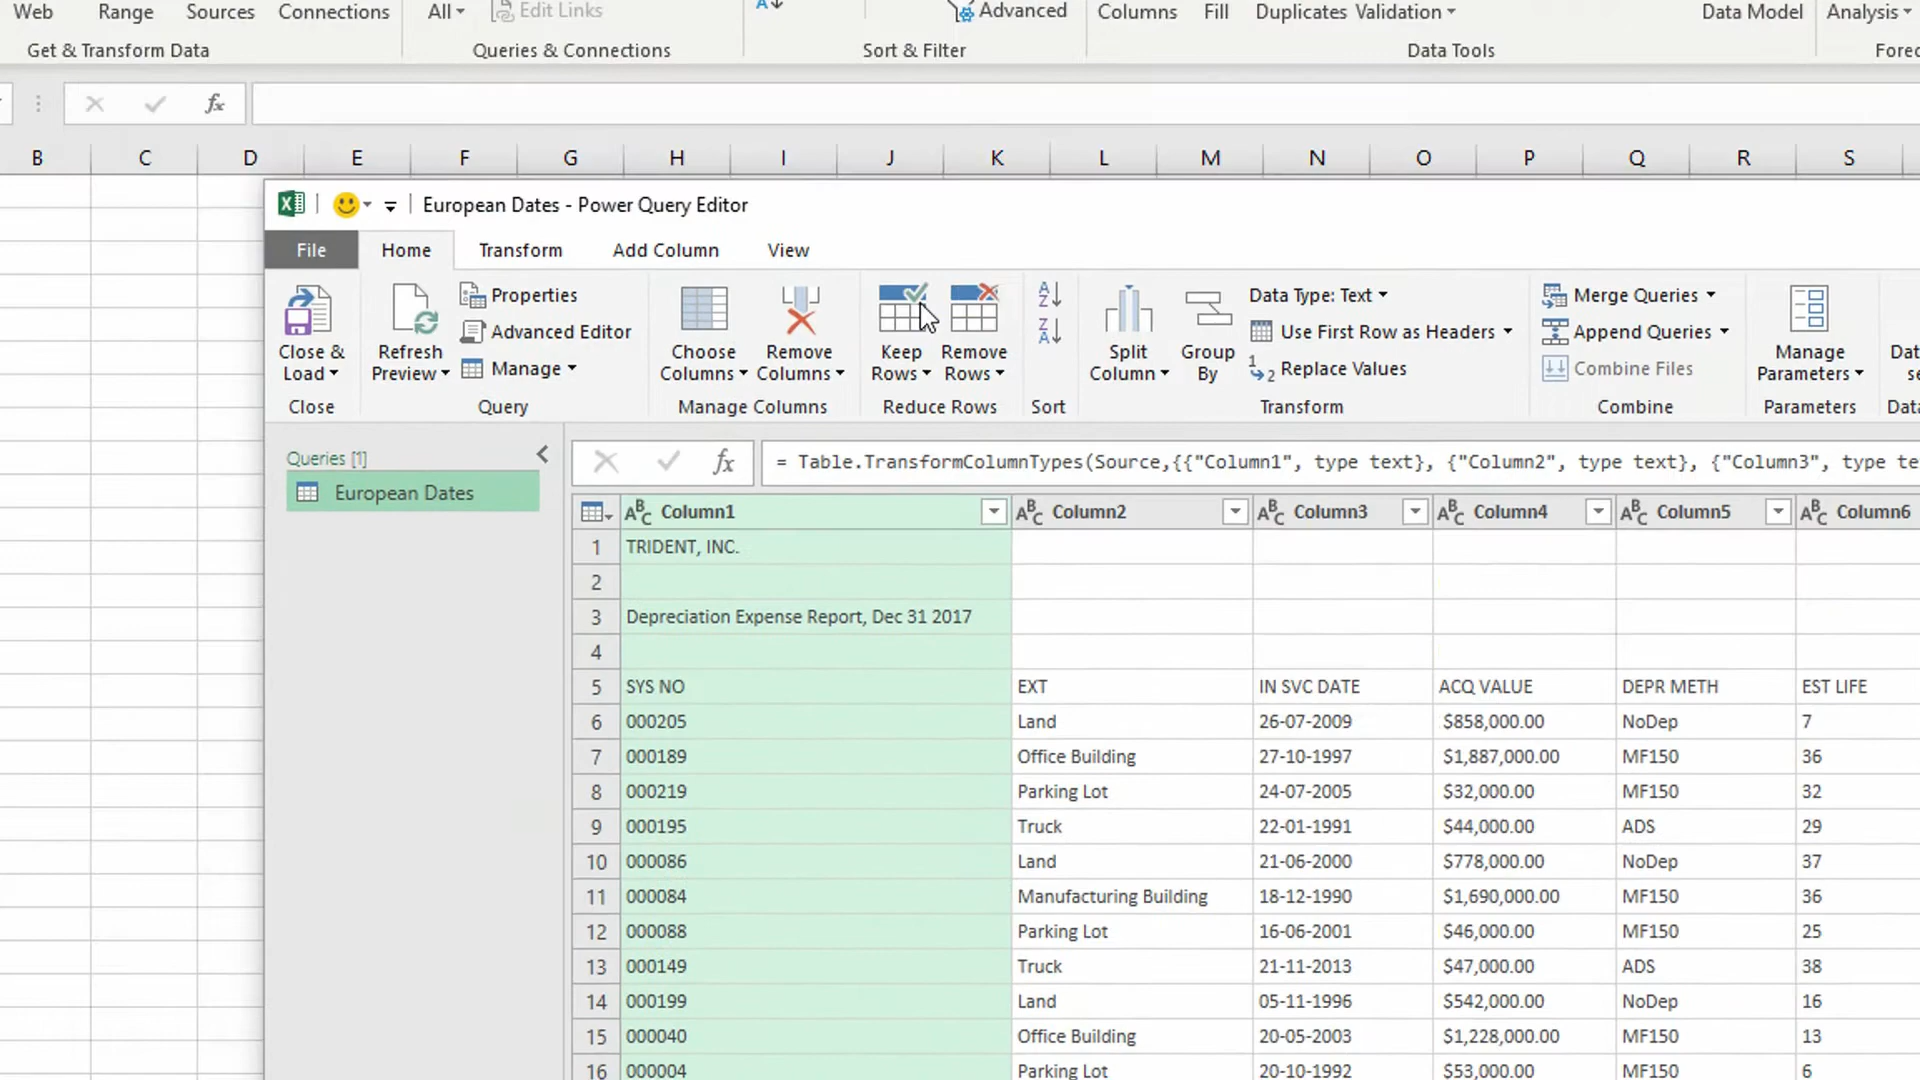 Web Range Sources Connections All Edit Links Advanced Columns Fill Duplicates Validation Data Model Analysis
Get & Transform Data Queries & Connections Sort & Filter Data Tools
fx
B C D E F G H I J K L M N O P Q R S
European Dates - Power Query Editor
File Home Transform Add Column View
Properties Data Type: Text Merge Queries
Advanced Editor Use First Row as Headers Append Queries
Close & Refresh Choose Remove Keep Remove Split Group Manage
Load Preview Manage Columns Columns Rows Rows Column By Replace Values Combine Files Parameters
Close Query Manage Columns Reduce Rows Sort Transform Combine Parameters
Queries [1]
European Dates
fx = Table.TransformColumnTypes(Source,{{"Column1", type text}, {"Column2", type text}, {"Column3", type te
Column1 Column2 Column3 Column4 Column5 Column6
1 TRIDENT, INC.
2
3 Depreciation Expense Report, Dec 31 2017
4
5 SYS NO EXT IN SVC DATE ACQ VALUE DEPR METH EST LIFE
6 000205 Land 26-07-2009 $858,000.00 NoDep 7
7 000189 Office Building 27-10-1997 $1,887,000.00 MF150 36
8 000219 Parking Lot 24-07-2005 $32,000.00 MF150 32
9 000195 Truck 22-01-1991 $44,000.00 ADS 29
10 000086 Land 21-06-2000 $778,000.00 NoDep 37
11 000084 Manufacturing Building 18-12-1990 $1,690,000.00 MF150 36
12 000088 Parking Lot 16-06-2001 $46,000.00 MF150 25
13 000149 Truck 21-11-2013 $47,000.00 ADS 38
14 000199 Land 05-11-1996 $542,000.00 NoDep 16
15 000040 Office Building 20-05-2003 $1,228,000.00 MF150 13
16 000004 Parking Lot 20-10-1992 $53,000.00 MF150 6